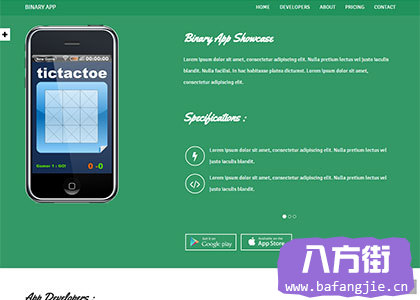 BINARY APP
HOME DEVELOPERS ABOUT PRICING CONTACT
Binary App Showcase
Lorem ipsum dolor sit amet, consectetur adipiscing elit. Nulla pretium vel justo iaculis
blandit. Nulla facilisi. In hac habitasse platea dictumst. Lorem ipsum dolor sit amet,
consectetur adipiscing elit.
New Game
00:00:00
tictactoe
Gamer 1 : GO!
0 -0
Specifications :
Lorem ipsum dolor sit amet, consectetur adipiscing elit. Nulla pretium vel
justo iaculis blandit.
Lorem ipsum dolor sit amet, consectetur adipiscing elit. Nulla pretium vel
justo iaculis blandit.
Get it on
Google play
Available on the
App Store
App Developers :
八方街
www.bafangjie.cn